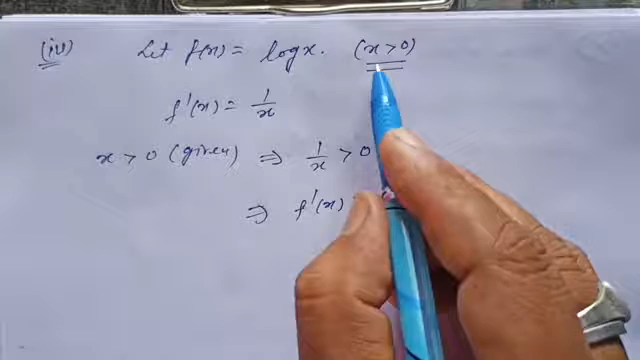 (iv) Let f(x) = log x. (x > 0)
f'(x) = 1/x
x > 0 (given) ⇒ 1/x > 0
⇒ f'(x)